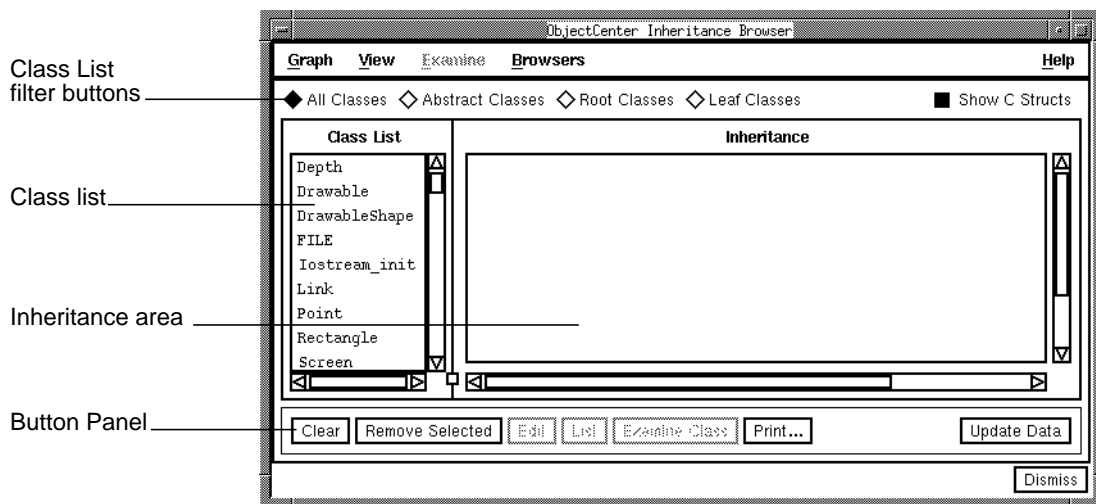 ObjectCenter Inheritance Browser
Graph View Examine Browsers Help
Class List
filter buttons
All Classes Abstract Classes Root Classes Leaf Classes Show C Structs
Class List Inheritance
Class list
Depth
Drawable
DrawableShape
FILE
Iostream_init
Link
Point
Rectangle
Screen
Inheritance area
Button Panel
Clear Remove Selected Edit List Examine Class Print... Update Data
Dismiss